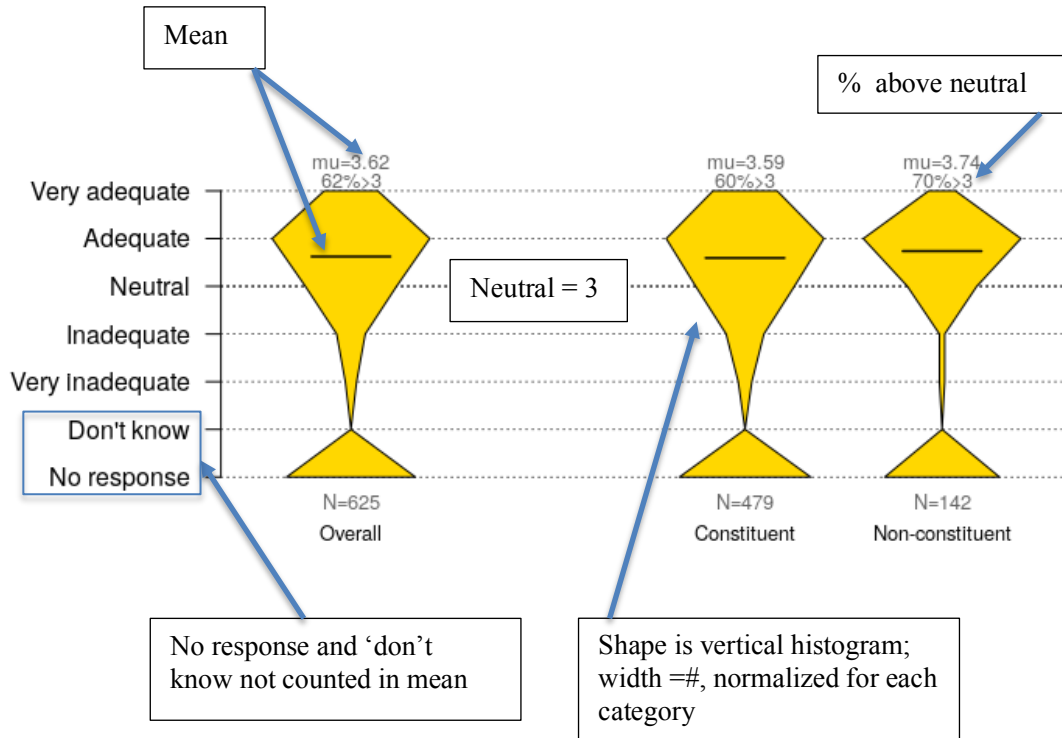 Mean
% above neutral
mu=3.62
62%>3
mu=3.59
60%>3
mu=3.74
70%>3
Very adequate
Adequate
Neutral
Inadequate
Very inadequate
Don't know
No response
Neutral = 3
N=625
N=479
N=142
Overall
Constituent
Non-constituent
No response and ‘don’t
know not counted in mean
Shape is vertical histogram;
width =#, normalized for each
category